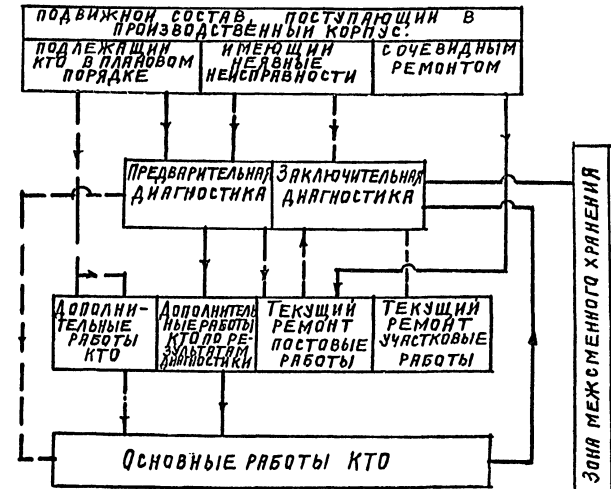 ПОДВИЖНОЙ СОСТАВ, ПОСТУПАЮЩИЙ В
ПРОИЗВОДСТВЕННЫЙ КОРПУС:
ПОДЛЕЖАЩИЙ
КТО В ПЛАНОВОМ
ПОРЯДКЕ
ИМЕЮЩИЙ
НЕЯВНЫЕ
НЕИСПРАВНОСТИ
С ОЧЕВИДНЫМ
РЕМОНТОМ
ПРЕДВАРИТЕЛЬНАЯ
ДИАГНОСТИКА
ЗАКЛЮЧИТЕЛЬНАЯ
ДИАГНОСТИКА
ДОПОЛНИ-
ТЕЛЬНЫЕ
РАБОТЫ
КТО
ДОПОЛНИТЕЛЬ
НЫЕ РАБОТЫ
КТО ПО РЕ-
ЗУЛЬТАТАМ
ДИАГНОСТИКИ
ТЕКУЩИЙ
РЕМОНТ
ПОСТОВЫЕ
РАБОТЫ
ТЕКУЩИЙ
РЕМОНТ
УЧАСТКОВЫЕ
РАБОТЫ
ОСНОВНЫЕ РАБОТЫ КТО
ЗОНА МЕЖСМЕННОГО ХРАНЕНИЯ